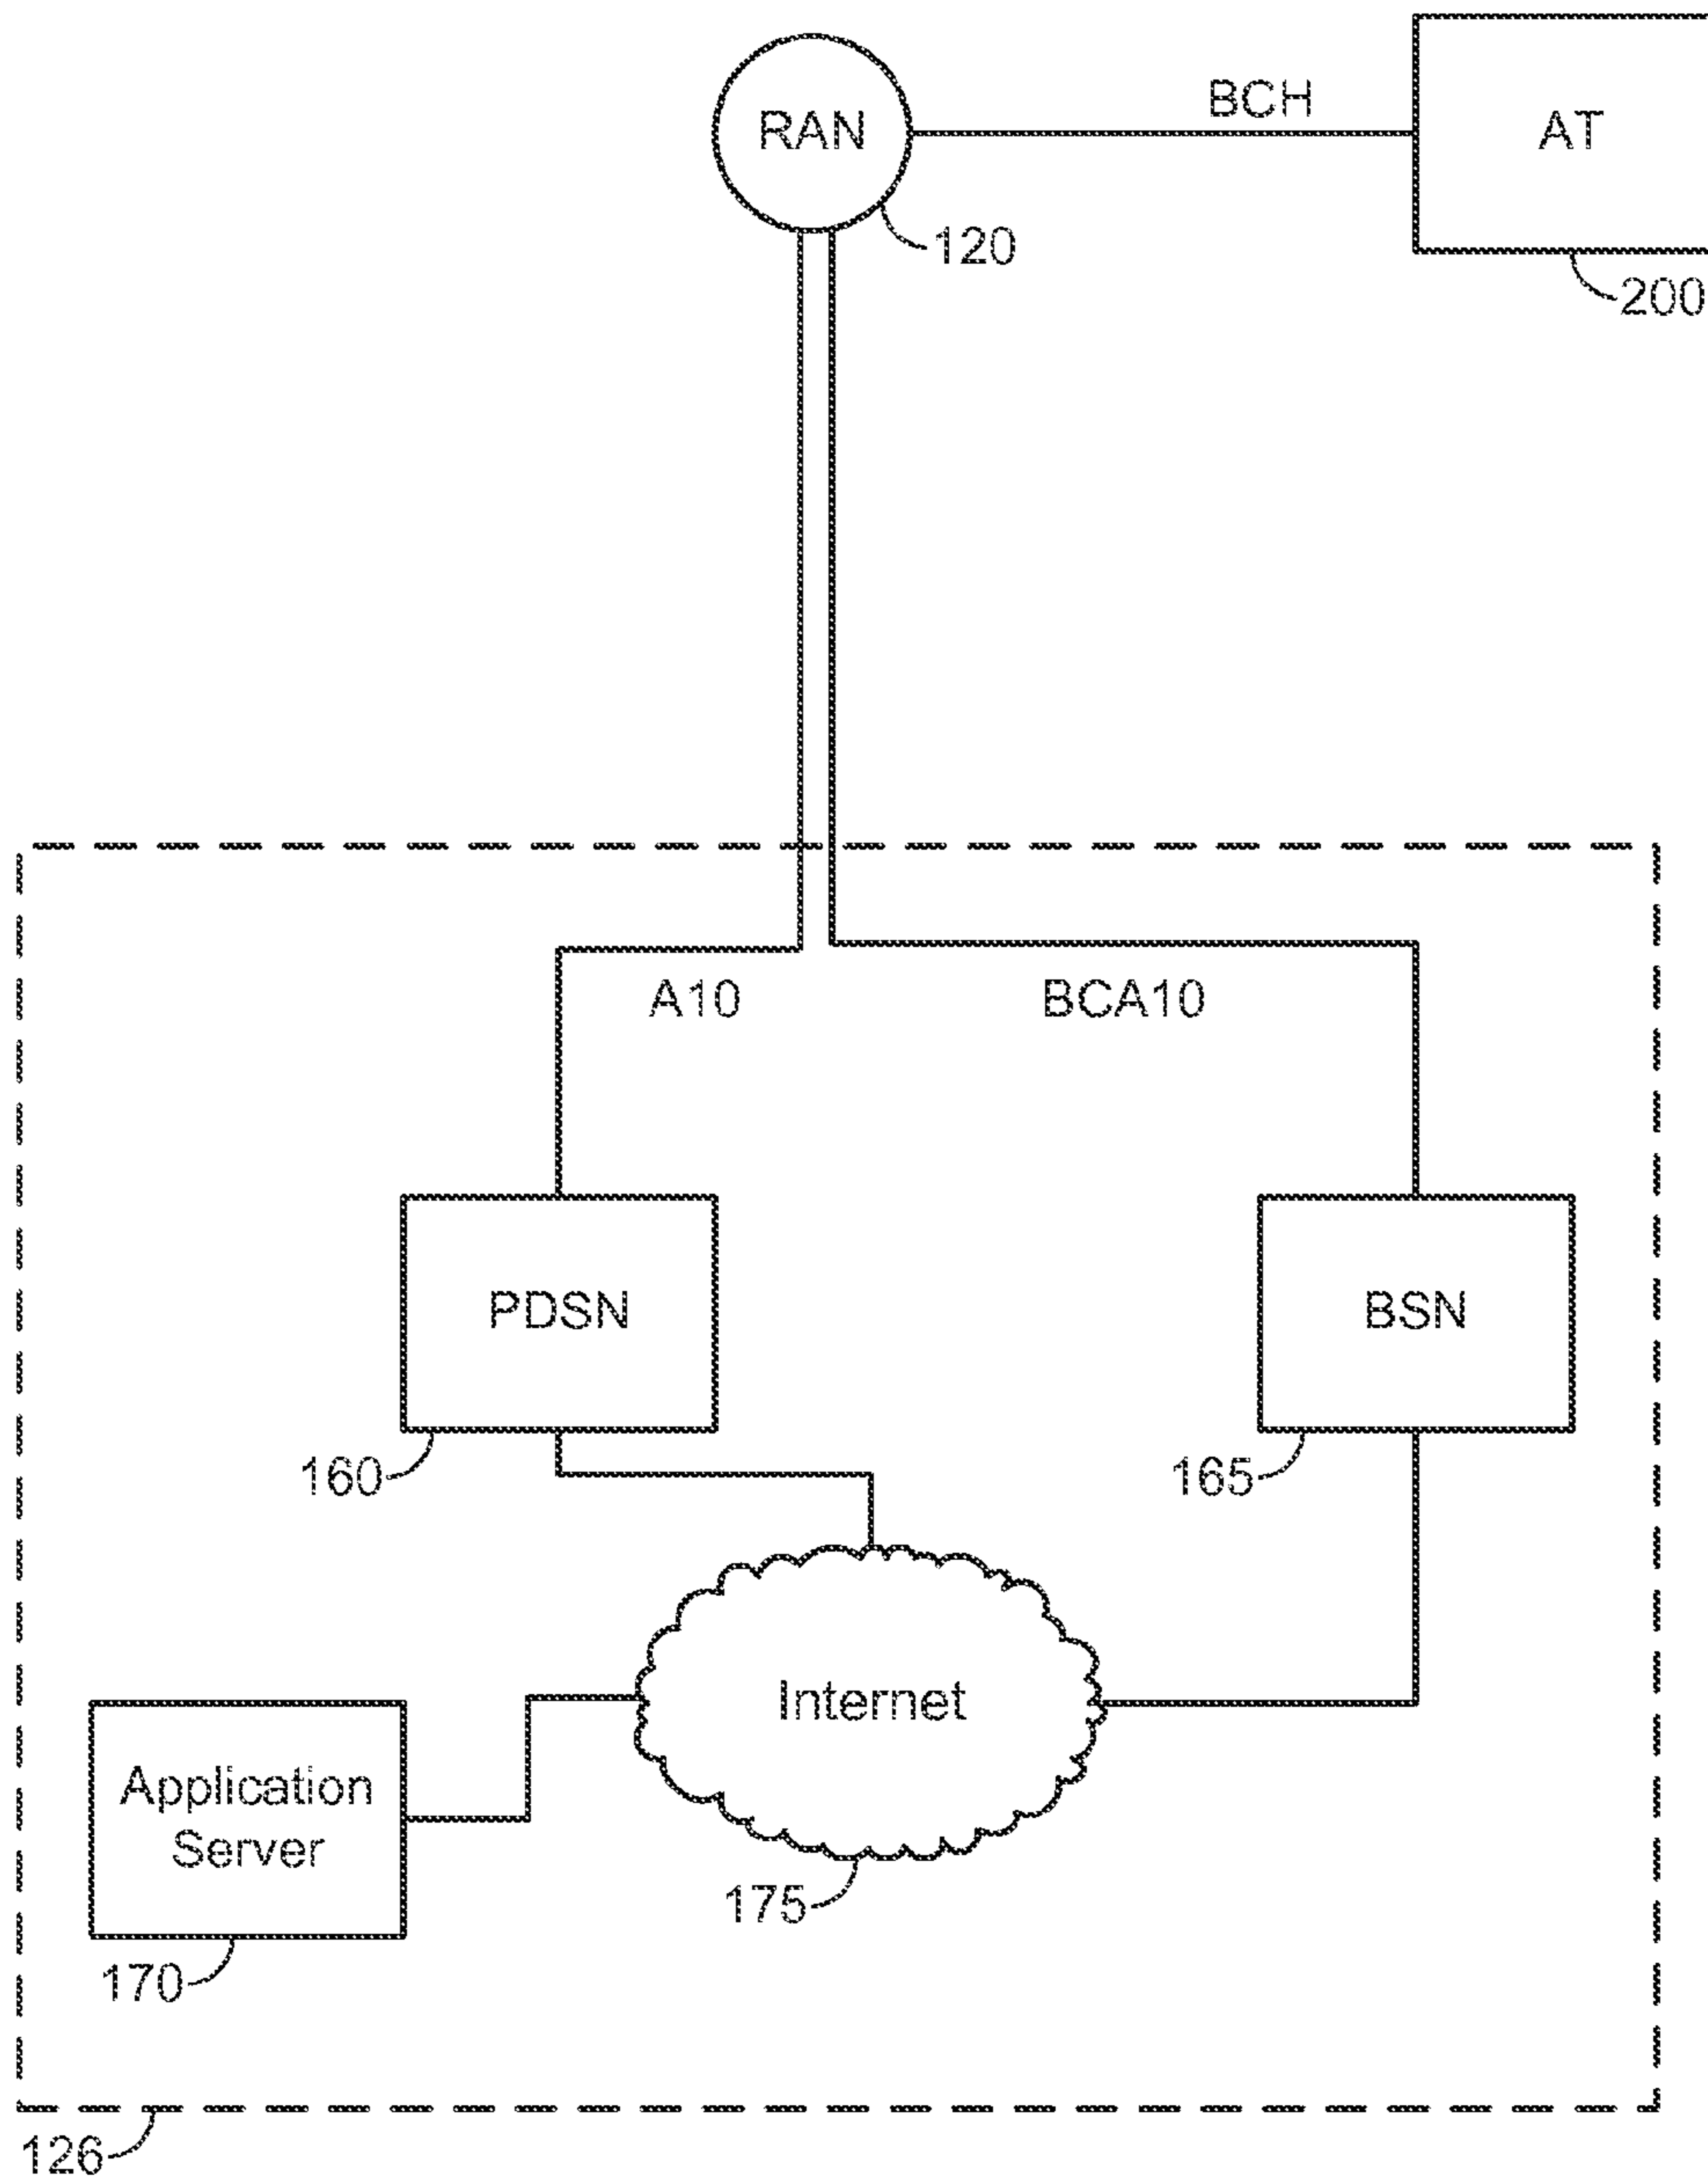 RAN
BCH
AT
120
200
A10
BCA10
PDSN
BSN
160
165
Internet
Application
Server
175
170
126